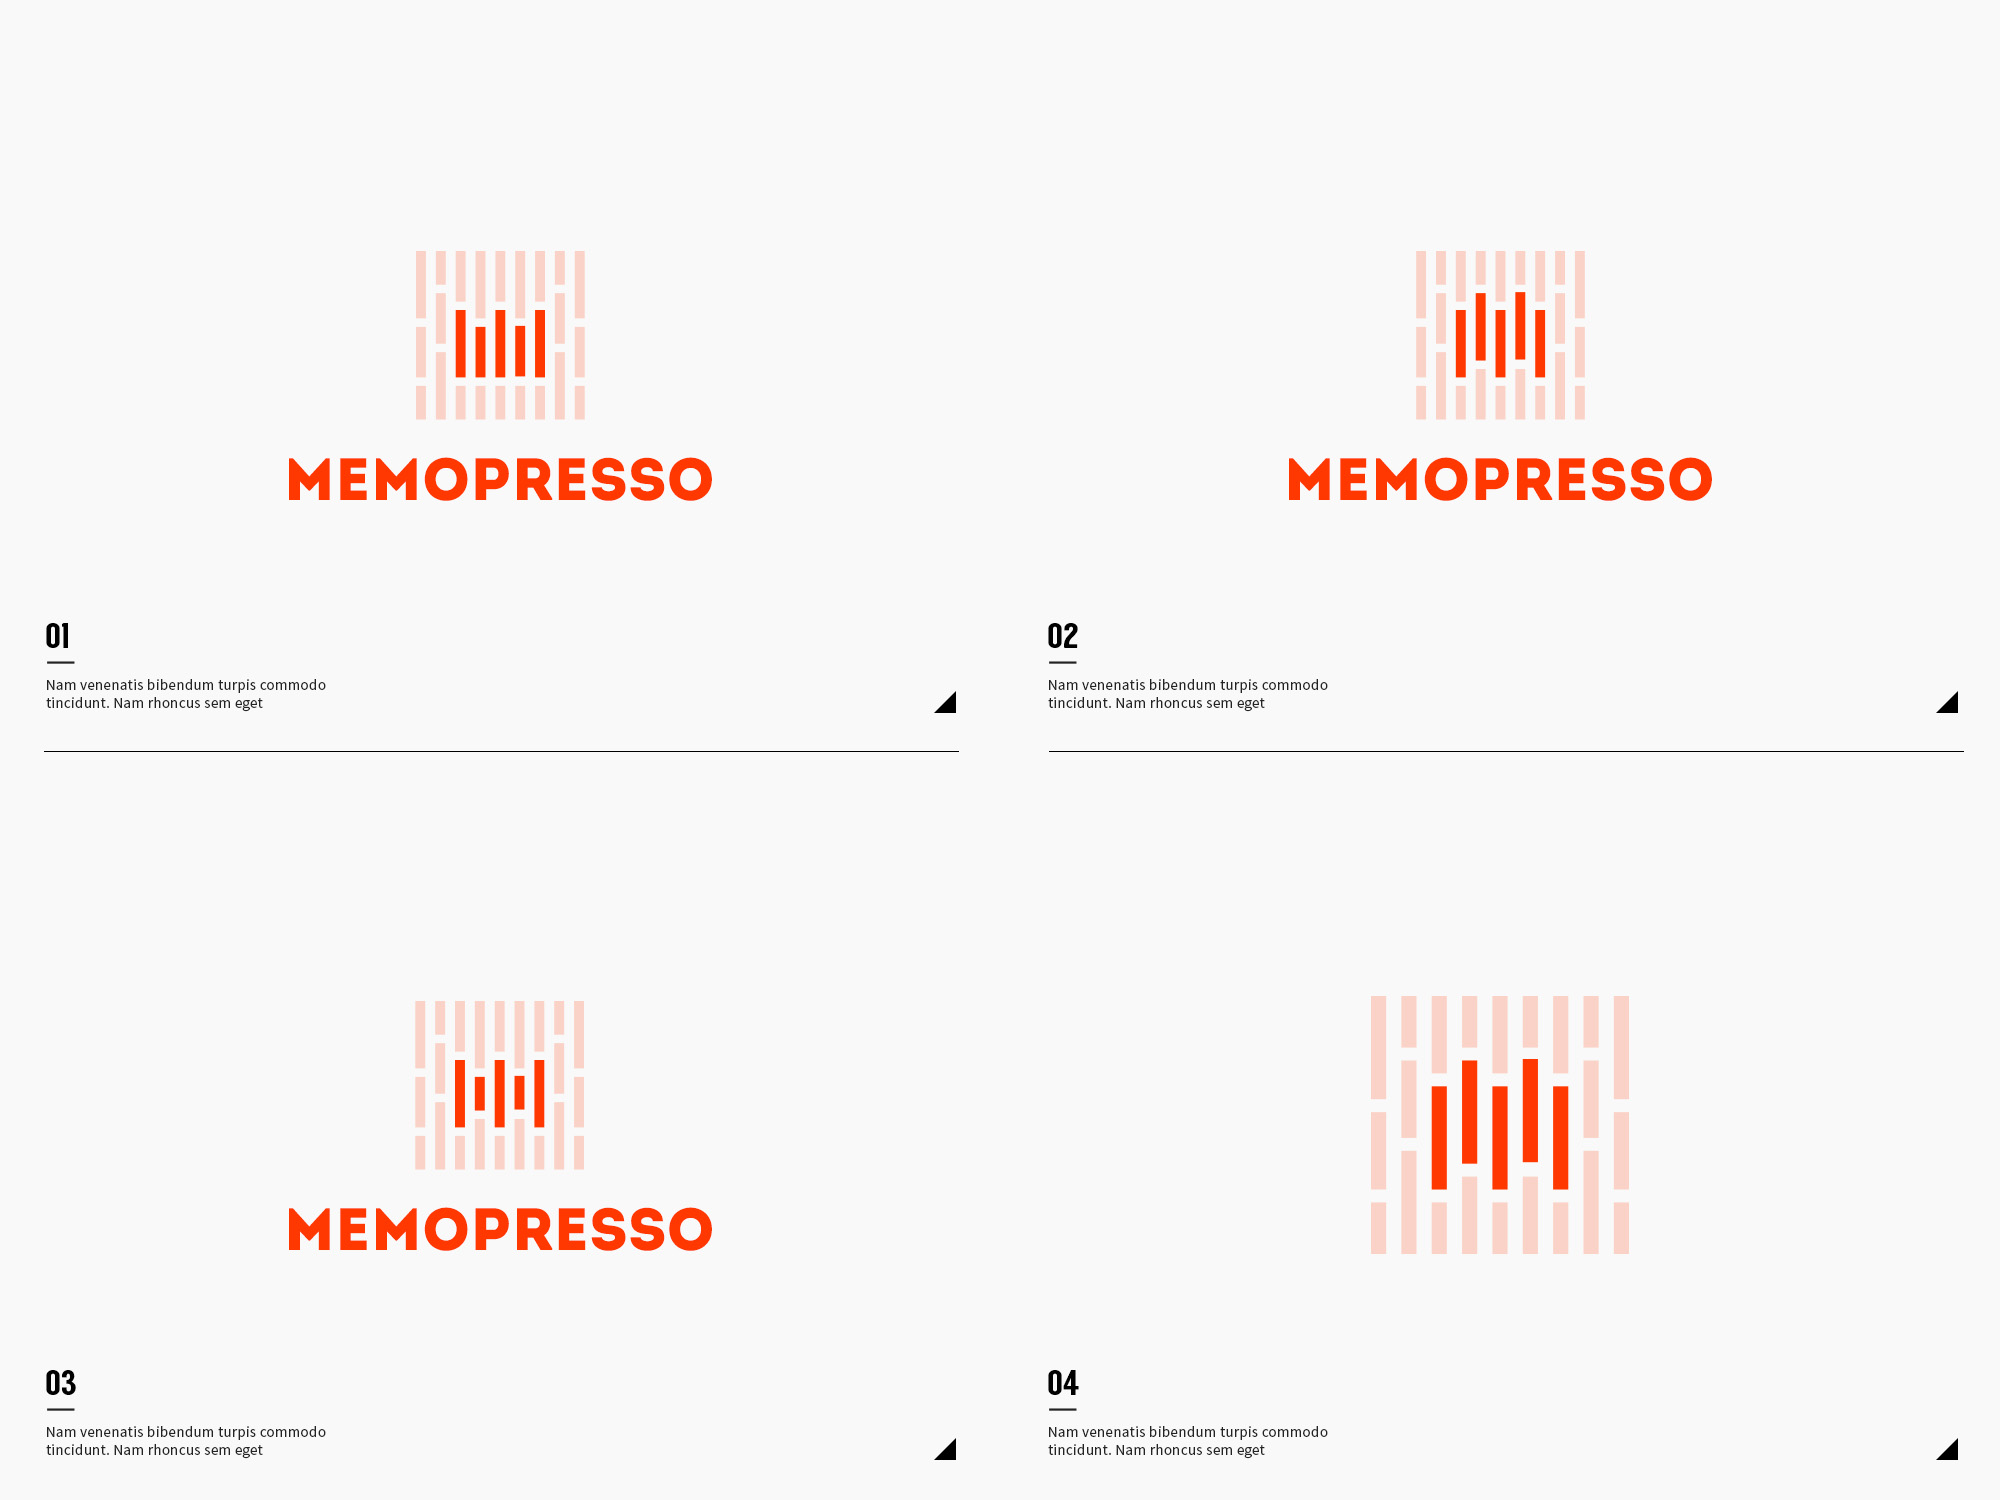 MEMOPRESSO
01
Nam venenatis bibendum turpis commodo
tincidunt. Nam rhoncus sem eget
MEMOPRESSO
02
Nam venenatis bibendum turpis commodo
tincidunt. Nam rhoncus sem eget
MEMOPRESSO
03
Nam venenatis bibendum turpis commodo
tincidunt. Nam rhoncus sem eget
04
Nam venenatis bibendum turpis commodo
tincidunt. Nam rhoncus sem eget